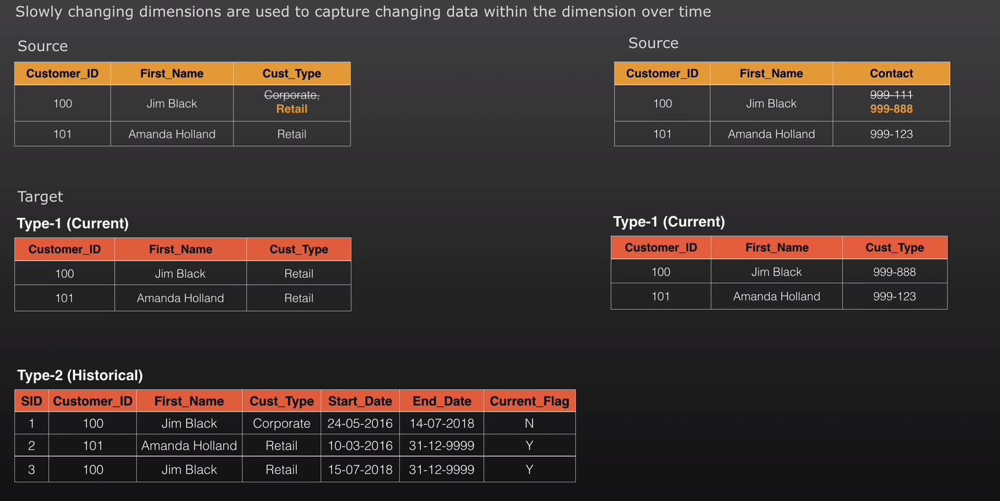 Slowly changing dimensions are used to capture changing data within the dimension over time
Source
Customer_ID First_Name Cust_Type
100 Jim Black Corporate, Retail
101 Amanda Holland Retail
Source
Customer_ID First_Name Contact
100 Jim Black 999-111 999-888
101 Amanda Holland 999-123
Target
Type-1 (Current)
Customer_ID First_Name Cust_Type
100 Jim Black Retail
101 Amanda Holland Retail
Type-1 (Current)
Customer_ID First_Name Cust_Type
100 Jim Black 999-888
101 Amanda Holland 999-123
Type-2 (Historical)
SID Customer_ID First_Name Cust_Type Start_Date End_Date Current_Flag
1 100 Jim Black Corporate 24-05-2016 14-07-2018 N
2 101 Amanda Holland Retail 10-03-2016 31-12-9999 Y
3 100 Jim Black Retail 15-07-2018 31-12-9999 Y